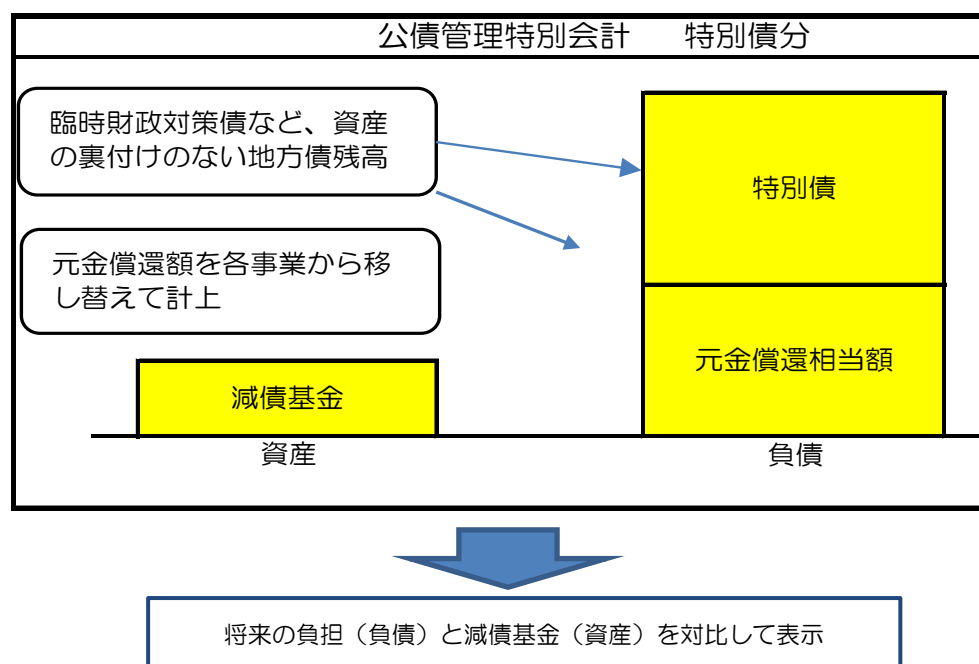 公債管理特別会計　　特別債分
臨時財政対策債など、資産
の裏付けのない地方債残高
特別債
元金償還額を各事業から移
し替えて計上
元金償還相当額
減債基金
資産
負債
将来の負担（負債）と減債基金（資産）を対比して表示